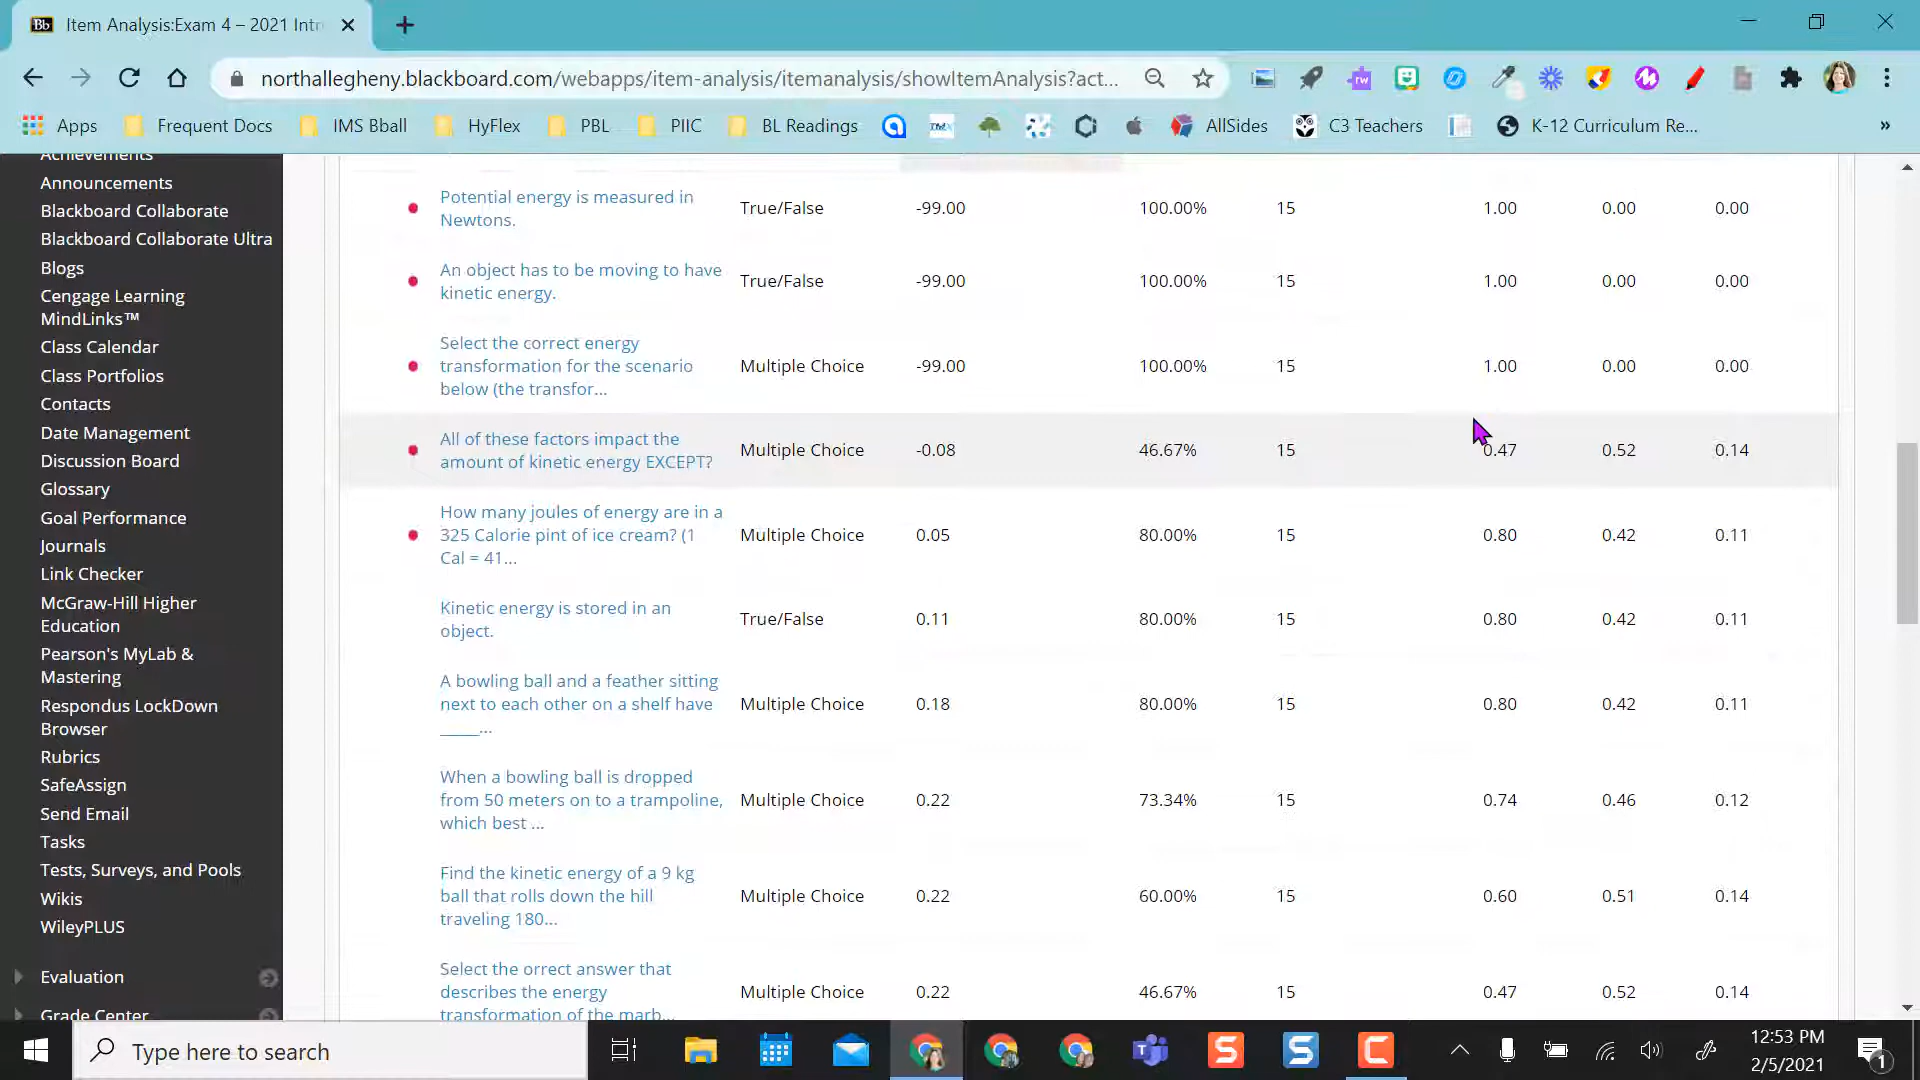 Item Analysis:Exam 4 – 2021 Intr
northallegheny.blackboard.com/webapps/item-analysis/itemanalysis/showItemAnalysis?act...
Apps
Frequent Docs
IMS Bball
HyFlex
PBL
PIIC
BL Readings
AllSides
C3 Teachers
K-12 Curriculum Re...
»
Achievements
Announcements
Blackboard Collaborate
Blackboard Collaborate Ultra
Blogs
Cengage Learning
MindLinks™
Class Calendar
Class Portfolios
Contacts
Date Management
Discussion Board
Glossary
Goal Performance
Journals
Link Checker
McGraw-Hill Higher
Education
Pearson's MyLab &
Mastering
Respondus LockDown
Browser
Rubrics
SafeAssign
Send Email
Tasks
Tests, Surveys, and Pools
Wikis
WileyPLUS
Evaluation
Grade Center
Potential energy is measured in
Newtons.
True/False -99.00 100.00% 15 1.00 0.00 0.00
An object has to be moving to have
kinetic energy.
True/False -99.00 100.00% 15 1.00 0.00 0.00
Select the correct energy
transformation for the scenario
below (the transfor...
Multiple Choice -99.00 100.00% 15 1.00 0.00 0.00
All of these factors impact the
amount of kinetic energy EXCEPT?
Multiple Choice -0.08 46.67% 15 0.47 0.52 0.14
How many joules of energy are in a
325 Calorie pint of ice cream? (1
Cal = 41...
Multiple Choice 0.05 80.00% 15 0.80 0.42 0.11
Kinetic energy is stored in an
object.
True/False 0.11 80.00% 15 0.80 0.42 0.11
A bowling ball and a feather sitting
next to each other on a shelf have
_____...
Multiple Choice 0.18 80.00% 15 0.80 0.42 0.11
When a bowling ball is dropped
from 50 meters on to a trampoline,
which best ...
Multiple Choice 0.22 73.34% 15 0.74 0.46 0.12
Find the kinetic energy of a 9 kg
ball that rolls down the hill
traveling 180...
Multiple Choice 0.22 60.00% 15 0.60 0.51 0.14
Select the orrect answer that
describes the energy
transformation of the marb...
Multiple Choice 0.22 46.67% 15 0.47 0.52 0.14
Type here to search
12:53 PM
2/5/2021
1